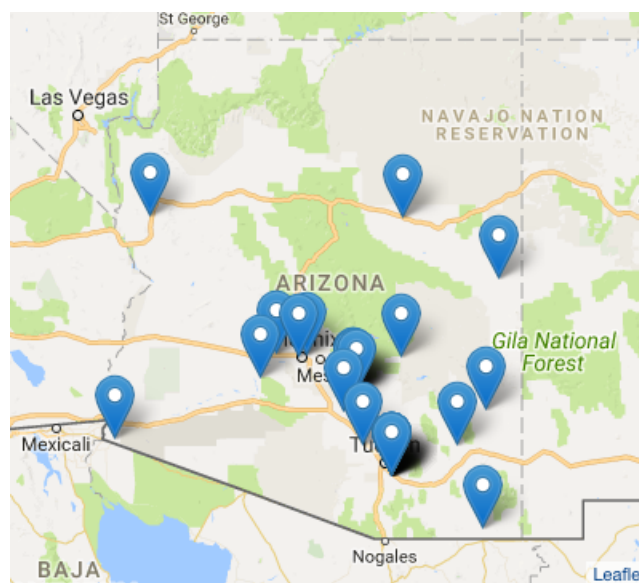 St George
Las Vegas
NAVAJO NATION
RESERVATION
ARIZONA
Gila National
Forest
Mes
Mexicali
Nogales
BAJA
Leafle